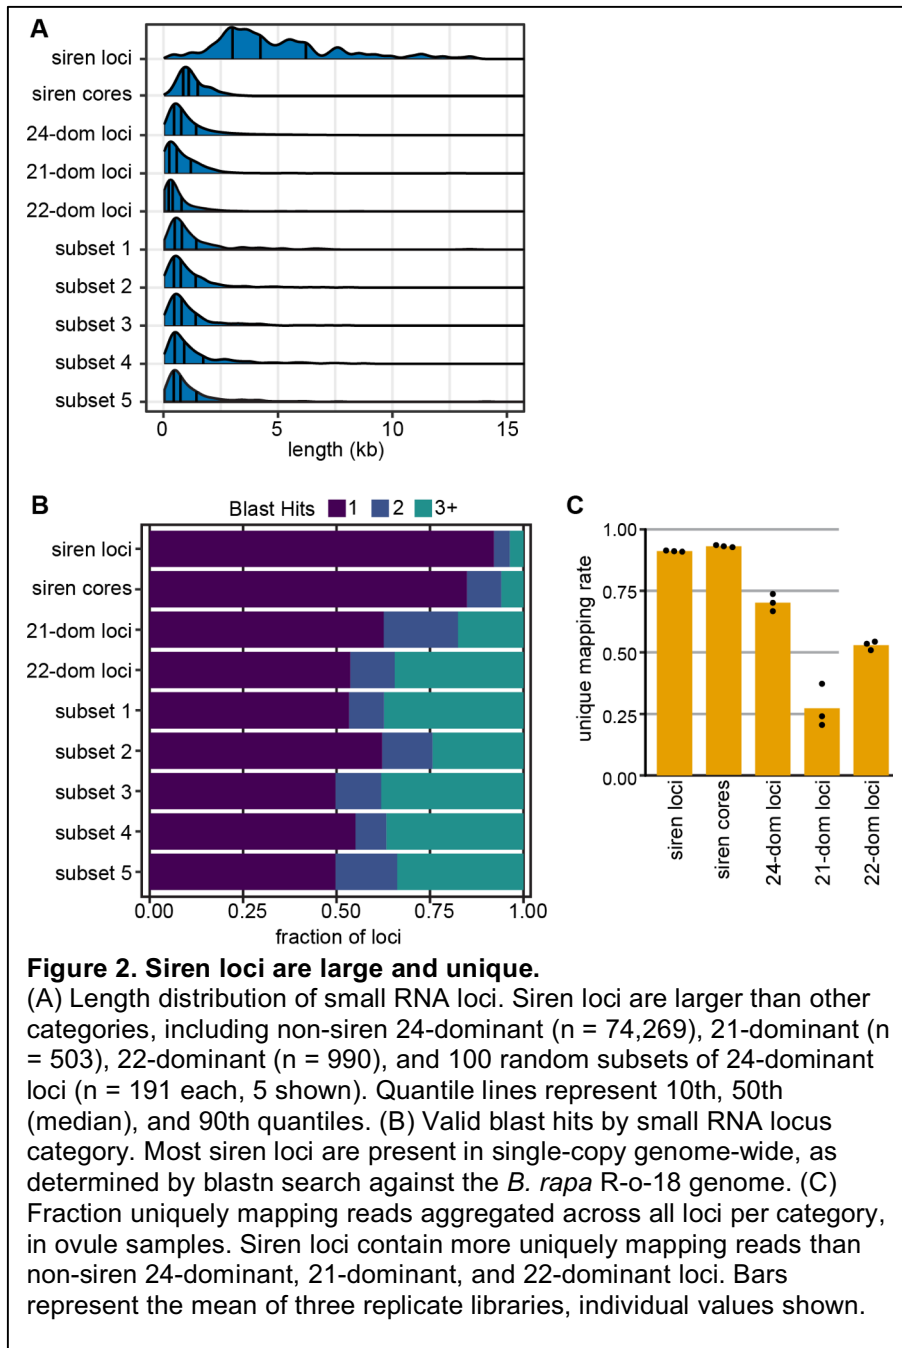 A
siren loci
siren cores
24-dom loci
21-dom loci
22-dom loci
subset 1
subset 2
subset 3
subset 4
subset 5
0 5 10 15
length (kb)
B
Blast Hits 1 2 3+
siren loci
siren cores
21-dom loci
22-dom loci
subset 1
subset 2
subset 3
subset 4
subset 5
0.00 0.25 0.50 0.75 1.00
fraction of loci
C
unique mapping rate
1.00
0.75
0.50
0.25
0.00
siren loci
siren cores
24-dom loci
21-dom loci
22-dom loci
Figure 2. Siren loci are large and unique.
(A) Length distribution of small RNA loci. Siren loci are larger than other
categories, including non-siren 24-dominant (n = 74,269), 21-dominant (n
= 503), 22-dominant (n = 990), and 100 random subsets of 24-dominant
loci (n = 191 each, 5 shown). Quantile lines represent 10th, 50th
(median), and 90th quantiles. (B) Valid blast hits by small RNA locus
category. Most siren loci are present in single-copy genome-wide, as
determined by blastn search against the B. rapa R-o-18 genome. (C)
Fraction uniquely mapping reads aggregated across all loci per category,
in ovule samples. Siren loci contain more uniquely mapping reads than
non-siren 24-dominant, 21-dominant, and 22-dominant loci. Bars
represent the mean of three replicate libraries, individual values shown.